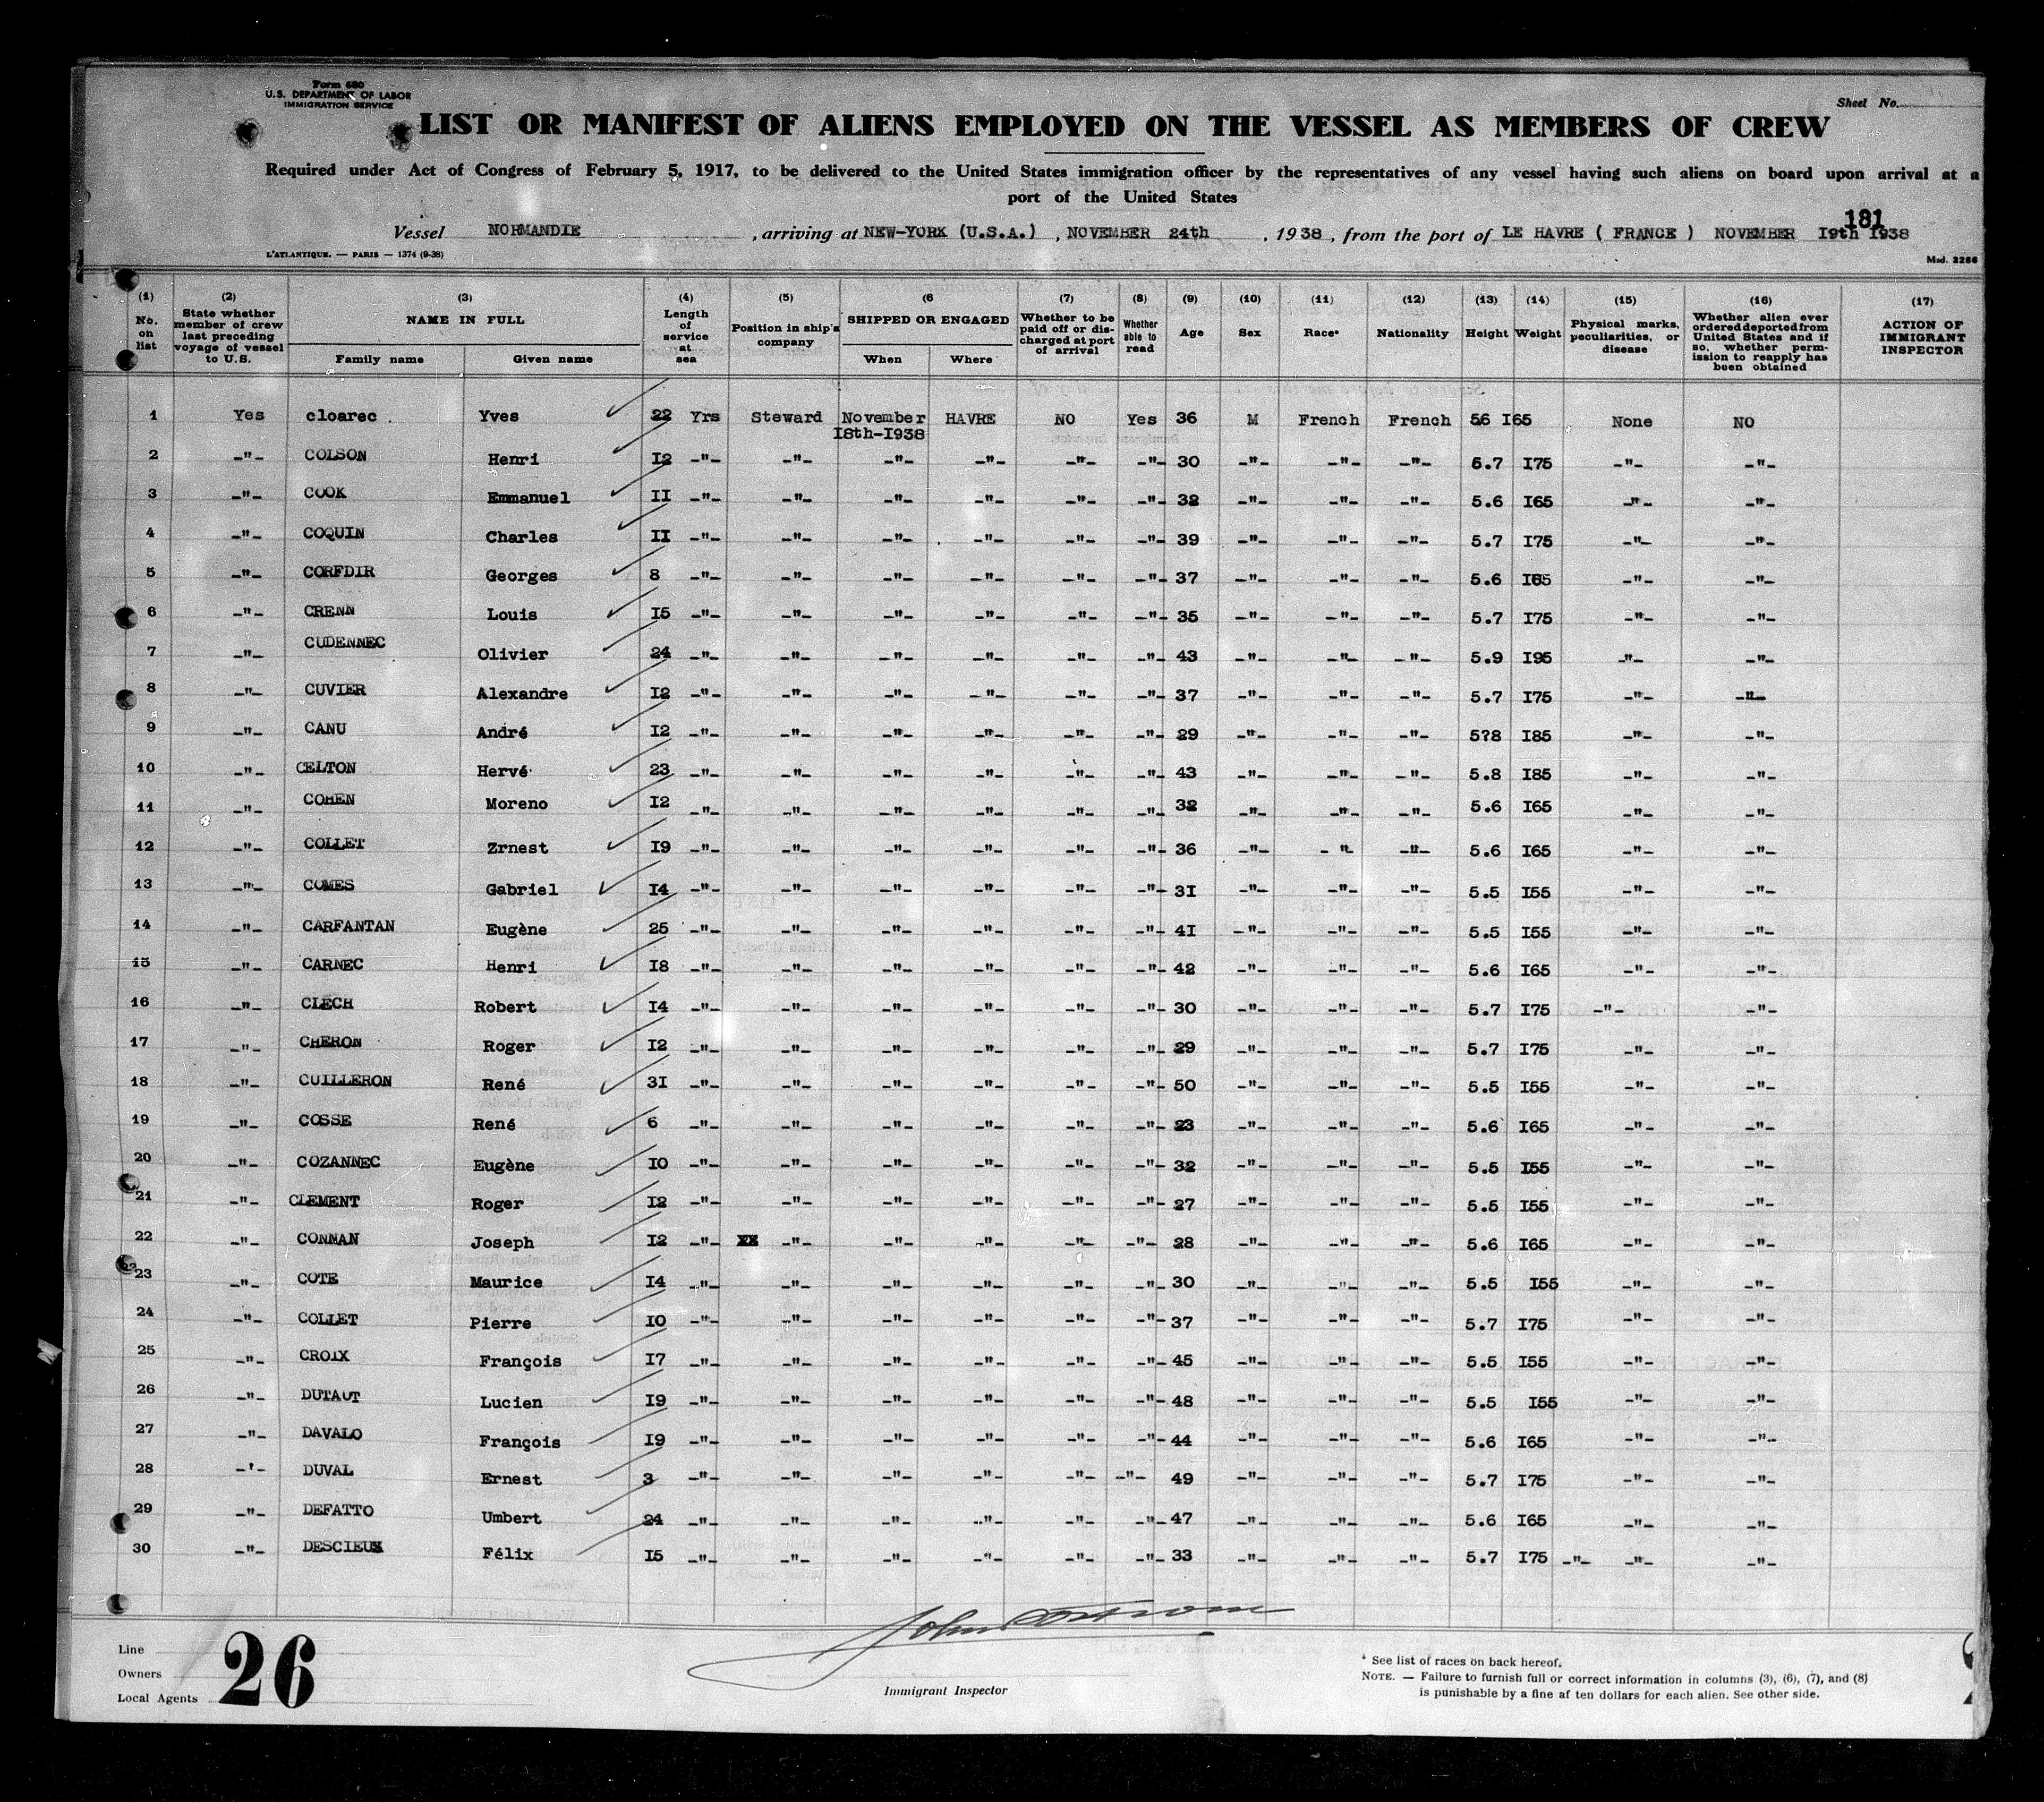 Form 680
U.S. DEPARTMENT OF LABOR
IMMIGRATION SERVICE
Sheet No.
LIST OR MANIFEST OF ALIENS EMPLOYED ON THE VESSEL AS MEMBERS OF CREW
Required under Act of Congress of February 5, 1917, to be delivered to the United States immigration officer by the representatives of any vessel having such aliens on board upon arrival at a
port of the United States
181
Vessel NORMANDIE , arriving at NEW-YORK (U.S.A.) , NOVEMBER 24th , 1938 , from the port of LE HAVRE ( FRANCE ) NOVEMBER I9th I938
L'ATLANTIQUE. — PARIS — 1374 (9-38)
Mod. 2266
(1) No. on list
(2) State whether member of crew last preceding voyage of vessel to U.S.
(3) NAME IN FULL Family name Given name
(4) Length of service at sea
(5) Position in ship's company
(6 SHIPPED OR ENGAGED When Where
(7) Whether to be paid off or discharged at port of arrival
(8) Whether able to read
(9) Age
(10) Sex
(11) Race*
(12) Nationality
(13) Height
(14) Weight
(15) Physical marks, peculiarities, or disease
(16) Whether alien ever ordered deported from United States and if so, whether permission to reapply has been obtained
(17) ACTION OF IMMIGRANT INSPECTOR
1 Yes cloarec Yves 22 Yrs Steward November HAVRE NO Yes 36 M French French 56 I65 None NO
I8th-I938
2 -"- COLSON Henri I2 -"- -"- -"- -"- -"- -"- 30 -"- -"- -"- 5.7 I75 -"- -"-
3 -"- COOK Emmanuel II -"- -"- -"- -"- -"- -"- 32 -"- -"- -"- 5.6 I65 -"- -"-
4 -"- COQUIN Charles II -"- -"- -"- -"- -"- -"- 39 -"- -"- -"- 5.7 I75 -"- -"-
5 -"- CORFDIR Georges 8 -"- -"- -"- -"- -"- -"- 37 -"- -"- -"- 5.6 I65 -"- -"-
6 -"- CRENN Louis I5 -"- -"- -"- -"- -"- -"- 35 -"- -"- -"- 5.7 I75 -"- -"-
7 -"- CUDENNEC Olivier 24 -"- -"- -"- -"- -"- -"- 43 -"- -"- -"- 5.9 I95 -"- -"-
8 -"- CUVIER Alexandre I2 -"- -"- -"- -"- -"- -"- 37 -"- -"- -"- 5.7 I75 -"- -"-
9 -"- CANU André I2 -"- -"- -"- -"- -"- -"- 29 -"- -"- -"- 5?8 I85 -"- -"-
10 -"- CELTON Hervé 23 -"- -"- -"- -"- -"- -"- 43 -"- -"- -"- 5.8 I85 -"- -"-
11 -"- COHEN Moreno I2 -"- -"- -"- -"- -"- -"- 32 -"- -"- -"- 5.6 I65 -"- -"-
12 -"- COLLET Zrnest I9 -"- -"- -"- -"- -"- -"- 36 -"- -"- -"- 5.6 I65 -"- -"-
13 -"- COMES Gabriel I4 -"- -"- -"- -"- -"- -"- 3I -"- -"- -"- 5.5 I55 -"- -"-
14 -"- CARFANTAN Eugène 25 -"- -"- -"- -"- -"- -"- 4I -"- -"- -"- 5.5 I55 -"- -"-
15 -"- CARNEC Henri I8 -"- -"- -"- -"- -"- -"- 42 -"- -"- -"- 5.6 I65 -"- -"-
16 -"- CLECH Robert I4 -"- -"- -"- -"- -"- -"- 30 -"- -"- -"- 5.7 I75 -"- -"-
17 -"- CHERON Roger I2 -"- -"- -"- -"- -"- -"- 29 -"- -"- -"- 5.7 I75 -"- -"-
18 -"- CUILLERON René 3I -"- -"- -"- -"- -"- -"- 50 -"- -"- -"- 5.5 I55 -"- -"-
19 -"- COSSE René 6 -"- -"- -"- -"- -"- -"- 23 -"- -"- -"- 5.6 I65 -"- -"-
20 -"- COZANNEC Eugène I0 -"- -"- -"- -"- -"- -"- 32 -"- -"- -"- 5.5 I55 -"- -"-
21 -"- CLEMENT Roger I2 -"- -"- -"- -"- -"- -"- 27 -"- -"- -"- 5.5 I55 -"- -"-
22 -"- CONMAN Joseph I2 -"- XX -"- -"- -"- -"- -"- 28 -"- -"- -"- 5.6 I65 -"- -"-
23 -"- COTE Maurice I4 -"- -"- -"- -"- -"- -"- 30 -"- -"- -"- 5.5 I55 -"- -"-
24 -"- COLLET Pierre I0 -"- -"- -"- -"- -"- -"- 37 -"- -"- -"- 5.7 I75 -"- -"-
25 -"- CROIX François I7 -"- -"- -"- -"- -"- -"- 45 -"- -"- -"- 5.5 I55 -"- -"-
26 -"- DUTAUT Lucien I9 -"- -"- -"- -"- -"- -"- 48 -"- -"- -"- 5.5 I55 -"- -"-
27 -"- DAVALO François I9 -"- -"- -"- -"- -"- -"- 44 -"- -"- -"- 5.6 I65 -"- -"-
28 -'- DUVAL Ernest 3 -"- -"- -"- -"- -"- -"- 49 -"- -"- -"- 5.7 I75 -"- -"-
29 -"- DEFATTO Umbert 24 -"- -"- -"- -"- -"- -"- 47 -"- -"- -"- 5.6 I65 -"- -"-
30 -"- DESCIEUX Félix I5 -"- -"- -"- -"- -"- -"- 33 -"- -"- -"- 5.7 I75 -"- -"- -"-
Line
Owners
Local Agents
26
John
Immigrant Inspector
* See list of races on back hereof.
NOTE. — Failure to furnish full or correct information in columns (3), (6), (7), and (8)
is punishable by a fine af ten dollars for each alien. See other side.